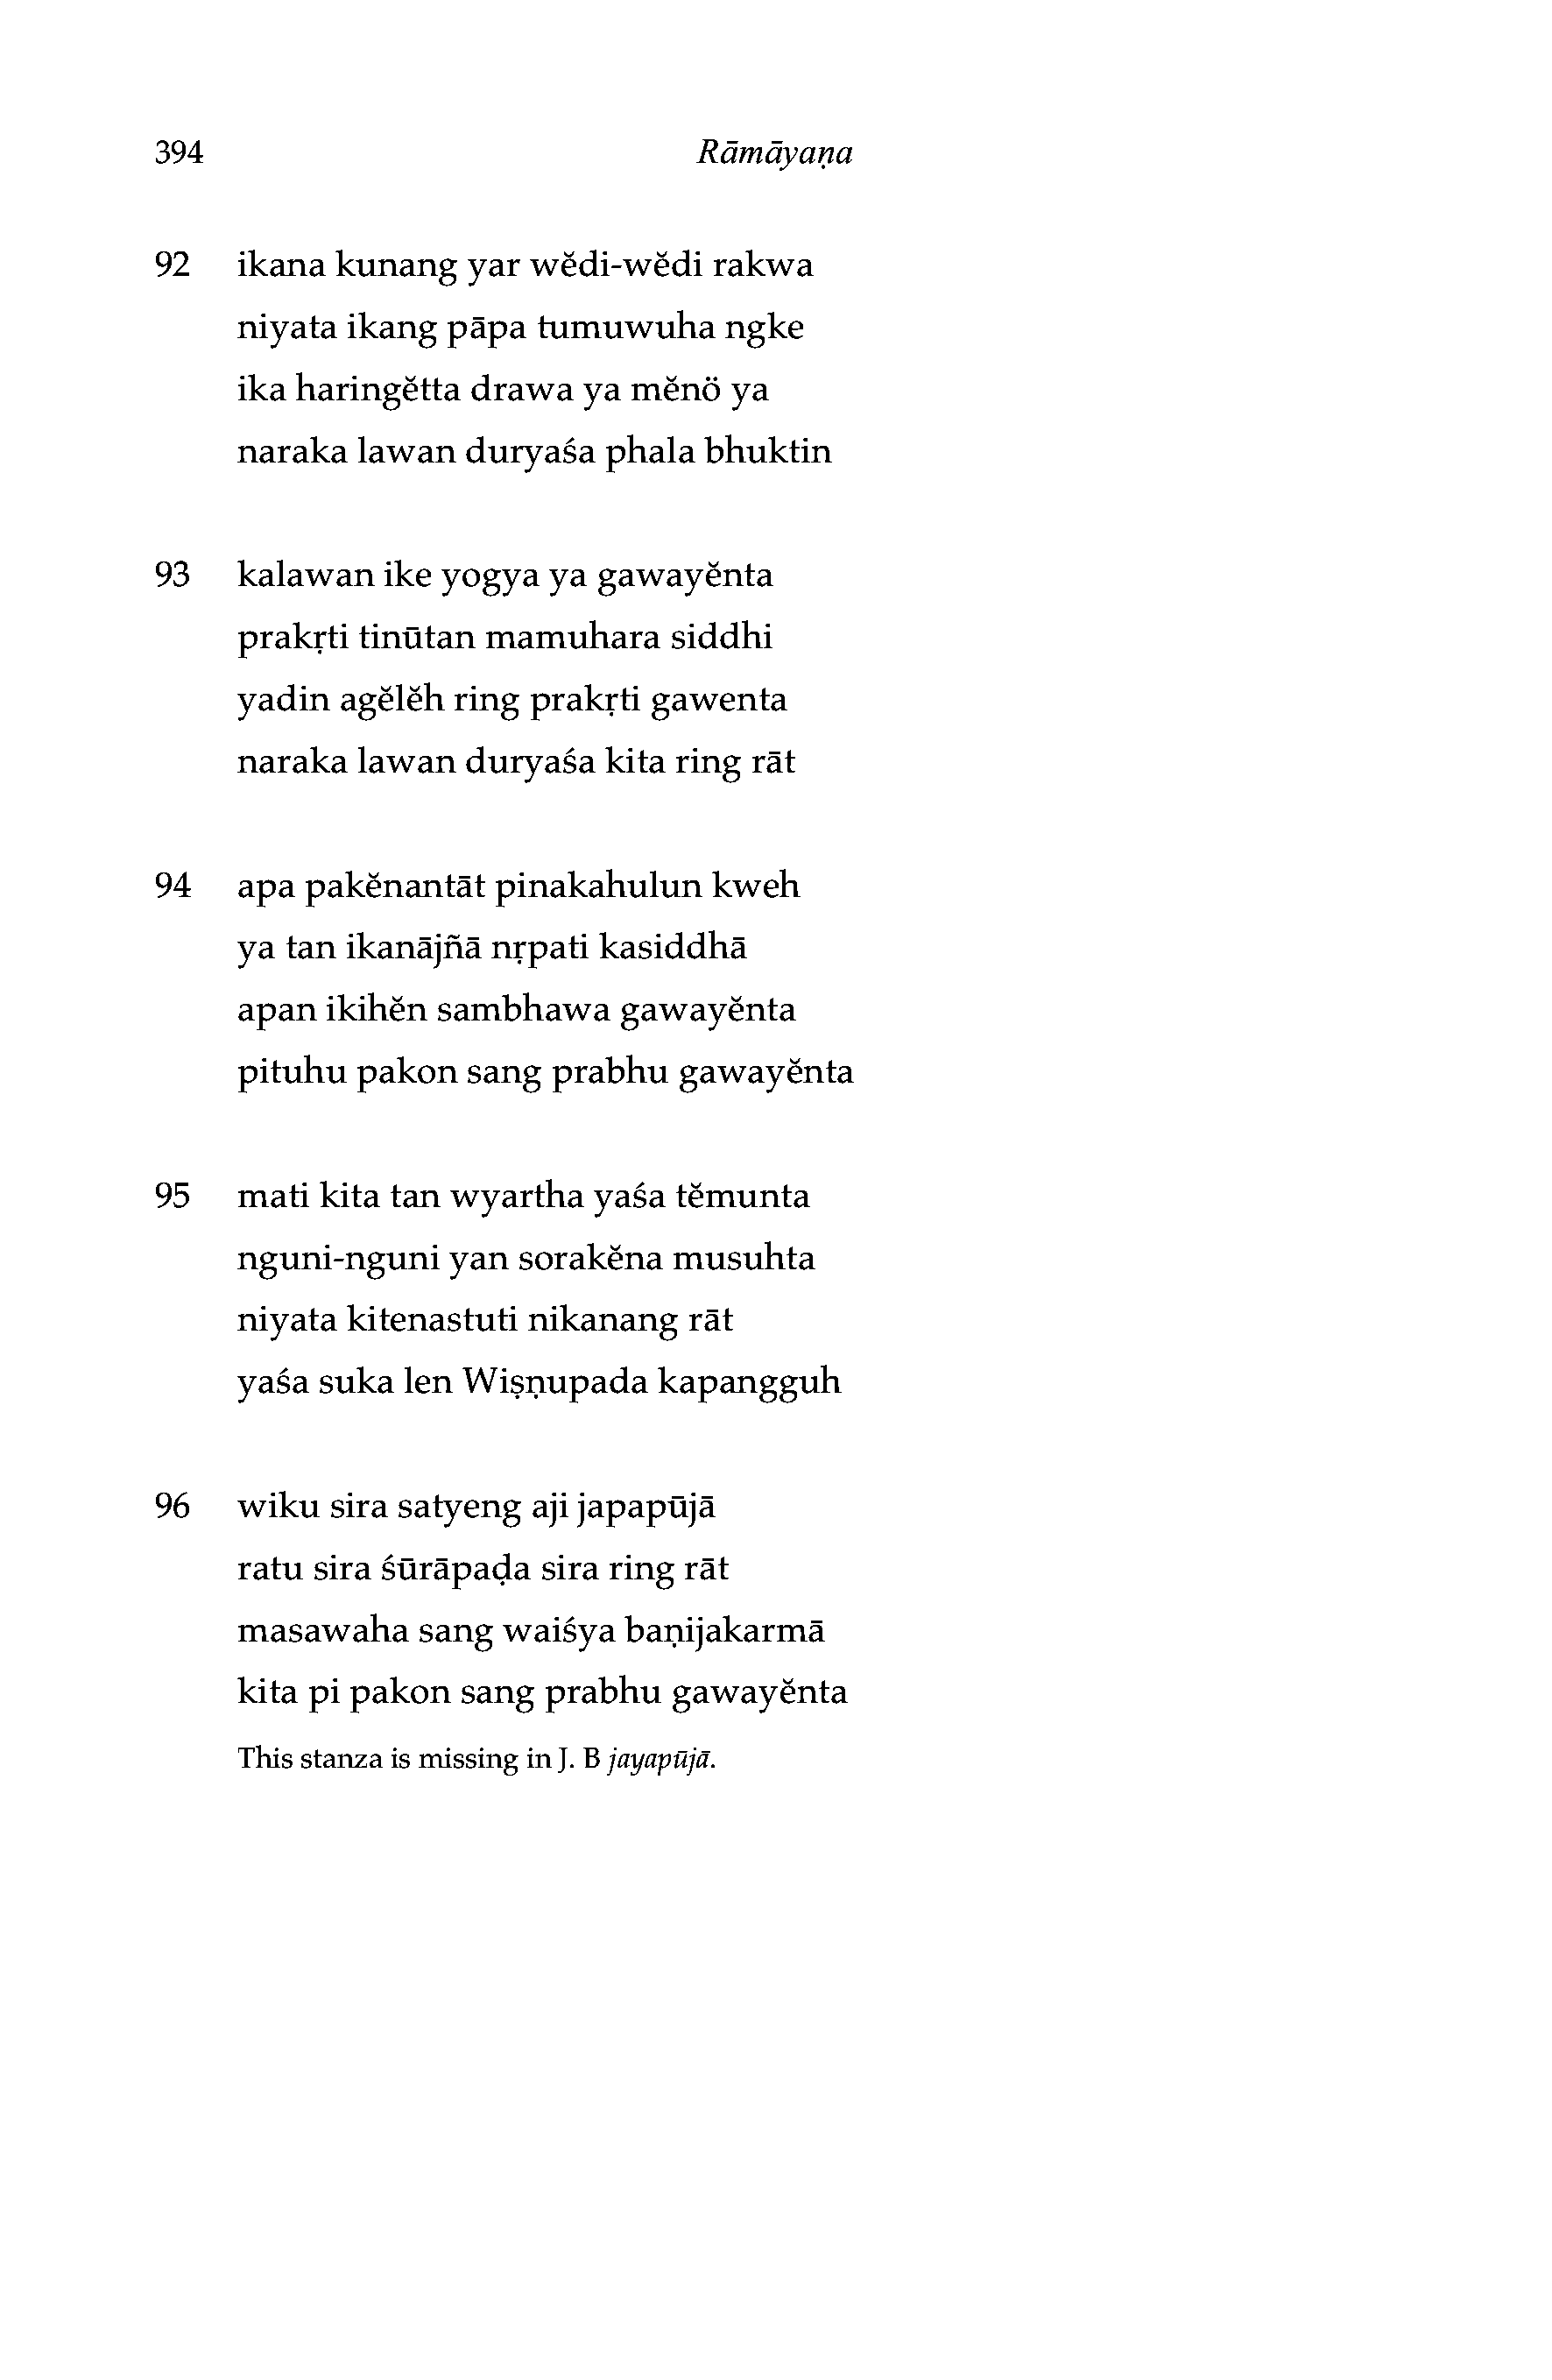 394 Rāmāyaṇa
92 ikana kunang yar wĕdi-wĕdi rakwa
niyata ikang pāpa tumuwuha ngke
ika haringĕtta drawa ya mĕnö ya
naraka lawan duryaśa phala bhuktin
93 kalawan ike yogya ya gawayĕnta
prakṛti tinūtan mamuhara siddhi
yadin agĕlĕh ring prakṛti gawenta
naraka lawan duryaśa kita ring rāt
94 apa pakĕnantāt pinakahulun kweh
ya tan ikanājñā nṛpati kasiddhā
apan ikihĕn sambhawa gawayĕnta
pituhu pakon sang prabhu gawayĕnta
95 mati kita tan wyartha yaśa tĕmunta
nguni-nguni yan sorakĕna musuhta
niyata kitenastuti nikanang rāt
yaśa suka len Wiṣṇupada kapangguh
96 wiku sira satyeng aji japapūjā
ratu sira śūrāpaḍa sira ring rāt
masawaha sang waiśya baṇijakarmā
kita pi pakon sang prabhu gawayĕnta
This stanza is missing in J. B jayapūjā.